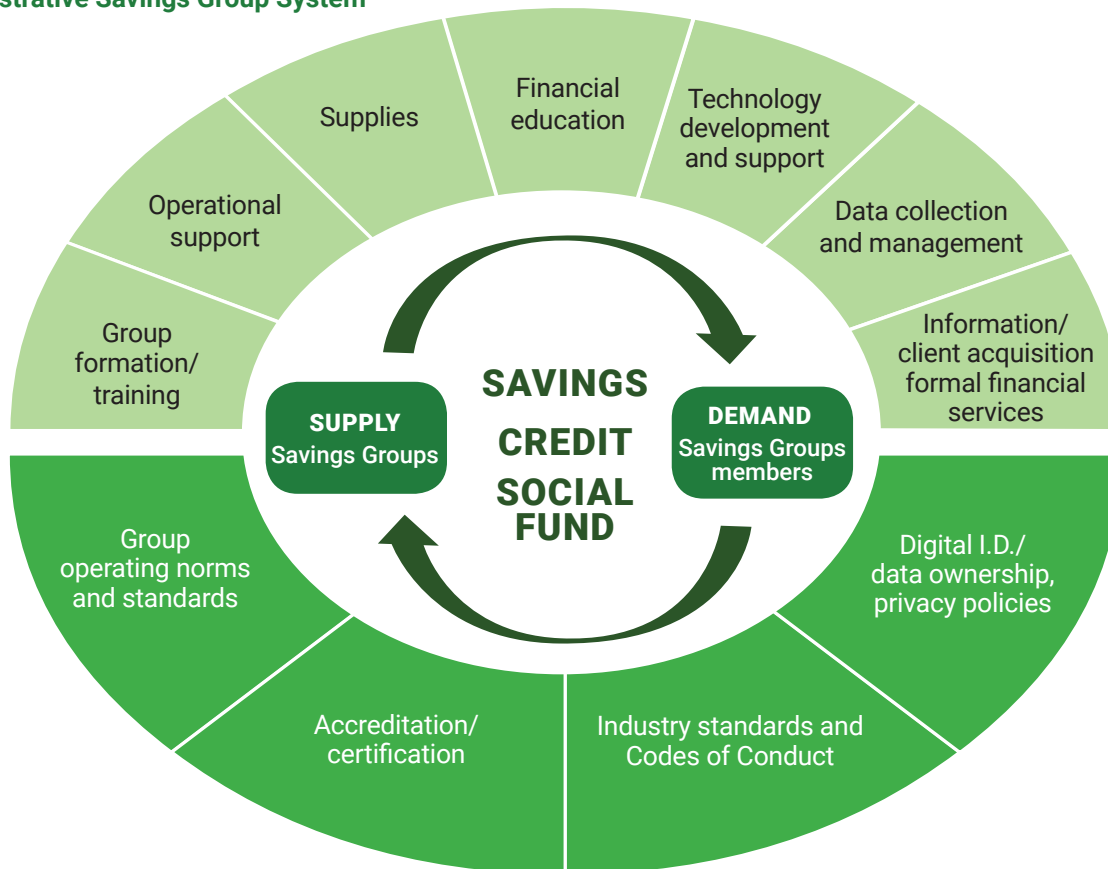 strative Savings Group System
Financial
education
Supplies
Technology
development
and support
Operational
support
Data collection
and management
Group
formation/
training
Information/
client acquisition
formal financial
services
SUPPLY
Savings Groups
SAVINGS
CREDIT
SOCIAL
FUND
DEMAND
Savings Groups
members
Group
operating norms
and standards
Digital I.D./
data ownership,
privacy policies
Accreditation/
certification
Industry standards and
Codes of Conduct